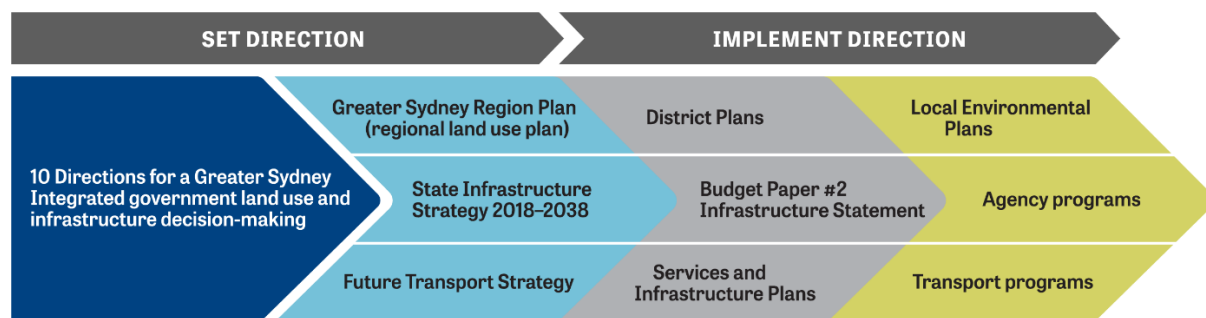 SET DIRECTION
IMPLEMENT DIRECTION
10 Directions for a Greater Sydney
Integrated government land use and
infrastructure decision-making
Greater Sydney Region Plan
(regional land use plan)
District Plans
Local Environmental
Plans
State Infrastructure
Strategy 2018–2038
Budget Paper #2
Infrastructure Statement
Agency programs
Future Transport Strategy
Services and
Infrastructure Plans
Transport programs